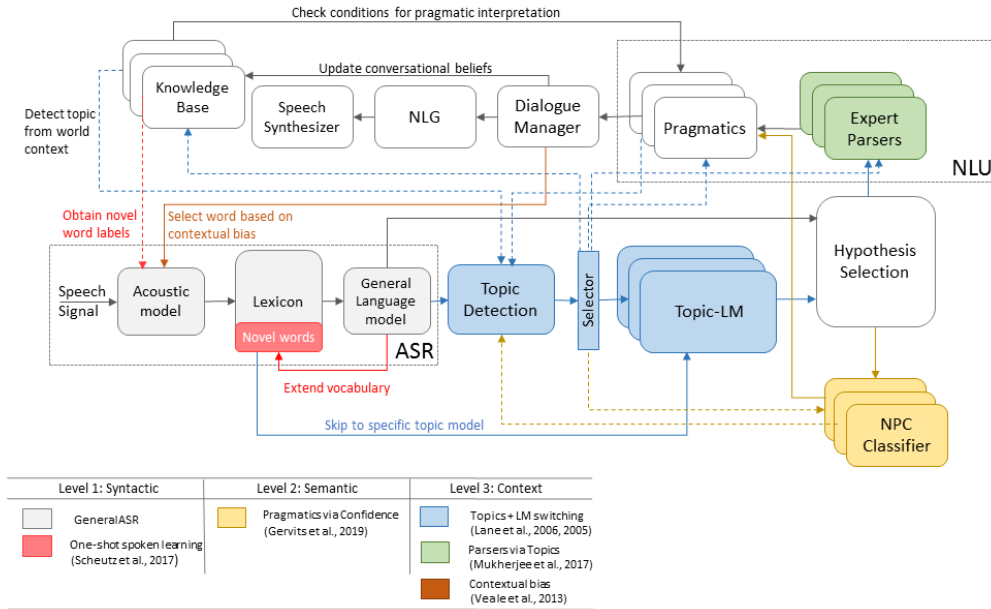 Check conditions for pragmatic interpretation
Update conversational beliefs
Knowledge
Base
Speech
Synthesizer
NLG
Dialogue
Manager
Pragmatics
Expert
Parsers
NLU
Detect topic
from world
context
Obtain novel
word labels
Select word based on
contextual bias
Speech
Signal
Acoustic
model
Lexicon
Novel words
General
Language
model
ASR
Topic
Detection
Selector
Topic-LM
Hypothesis
Selection
Extend vocabulary
Skip to specific topic model
NPC
Classifier
Level 1: Syntactic
Level 2: Semantic
Level 3: Context
General ASR
One-shot spoken learning
(Scheutz et al., 2017)
Pragmatics via Confidence
(Gervits et al., 2019)
Topics + LM switching
(Lane et al., 2006, 2005)
Parsers via Topics
(Mukherjee et al., 2017)
Contextual bias
(Veale et al., 2013)